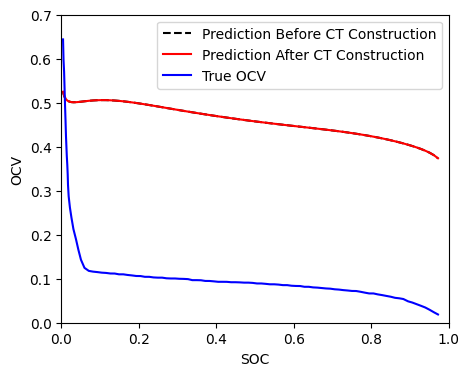 Prediction Before CT Construction
Prediction After CT Construction
True OCV
0.7
0.6
0.5
0.4
0.3
0.2
0.1
0.0
OCV
0.0 0.2 0.4 0.6 0.8 1.0
SOC